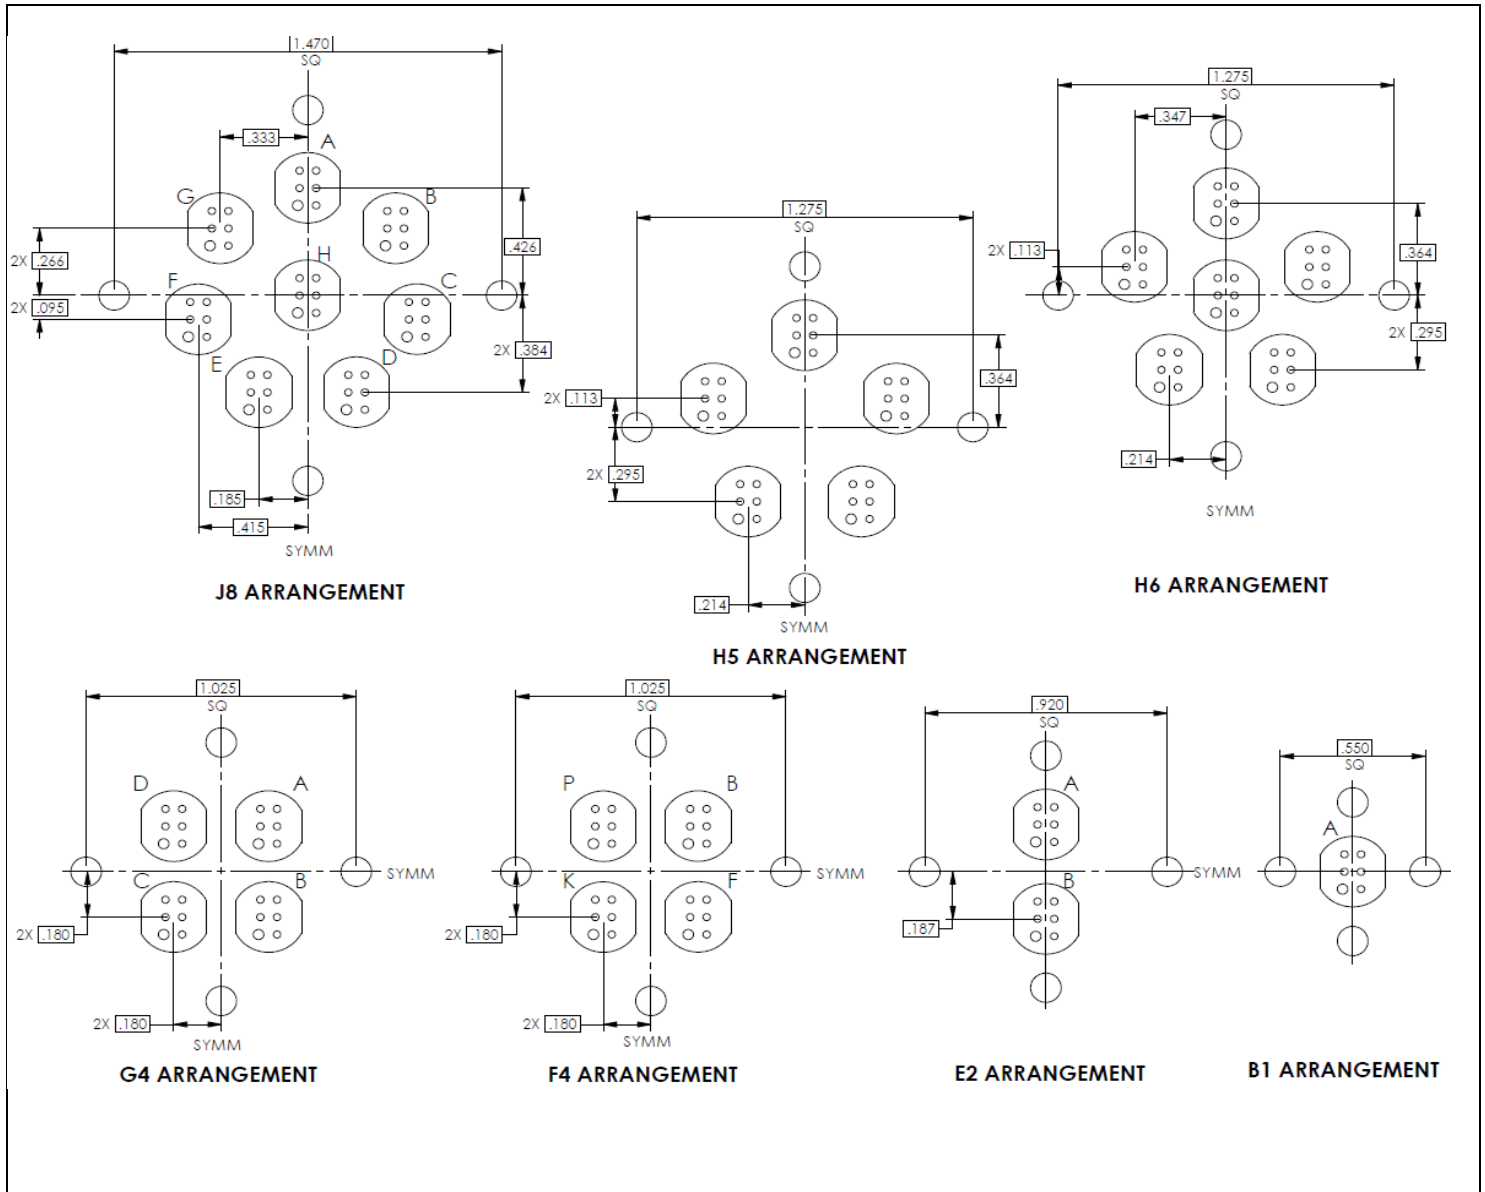 1.470
SQ
.333
A
G
B
.426
2X .266
H
F
C
2X .095
2X .384
E
D
.185
.415
SYMM
J8 ARRANGEMENT
1.275
SQ
.364
2X .113
2X .295
.214
SYMM
H5 ARRANGEMENT
1.275
SQ
.347
2X .113
.364
2X .295
.214
SYMM
H6 ARRANGEMENT
1.025
SQ
D
A
SYMM
C
B
2X .180
2X .180
SYMM
G4 ARRANGEMENT
1.025
SQ
P
B
SYMM
K
F
2X .180
2X .180
SYMM
F4 ARRANGEMENT
.920
SQ
A
SYMM
B
.187
E2 ARRANGEMENT
.550
SQ
A
B1 ARRANGEMENT